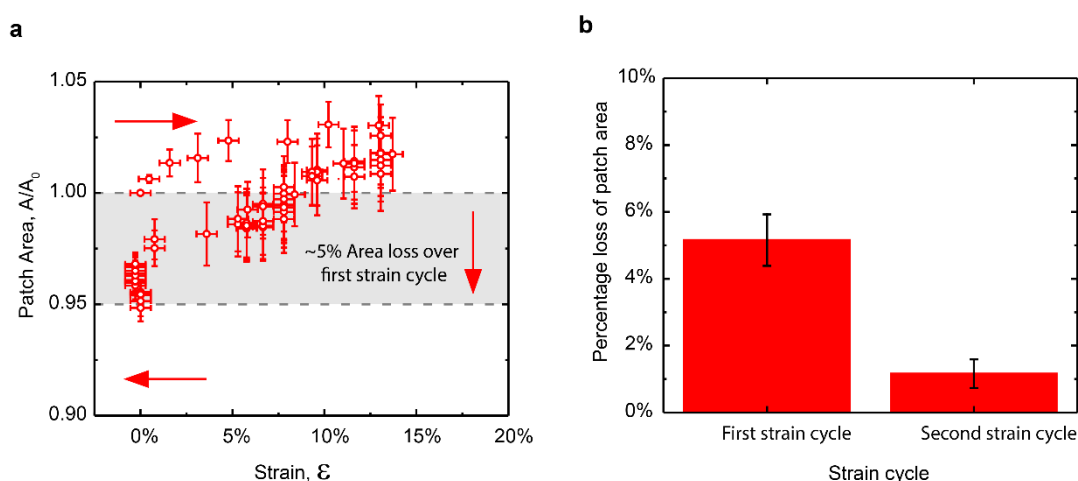 a
1.05
1.00
0.95
0.90
Patch Area, A/A0
~5% Area loss over
first strain cycle
0%
5%
10%
15%
20%
Strain, ε
b
10%
8%
6%
4%
2%
0%
Percentage loss of patch area
First strain cycle
Second strain cycle
Strain cycle